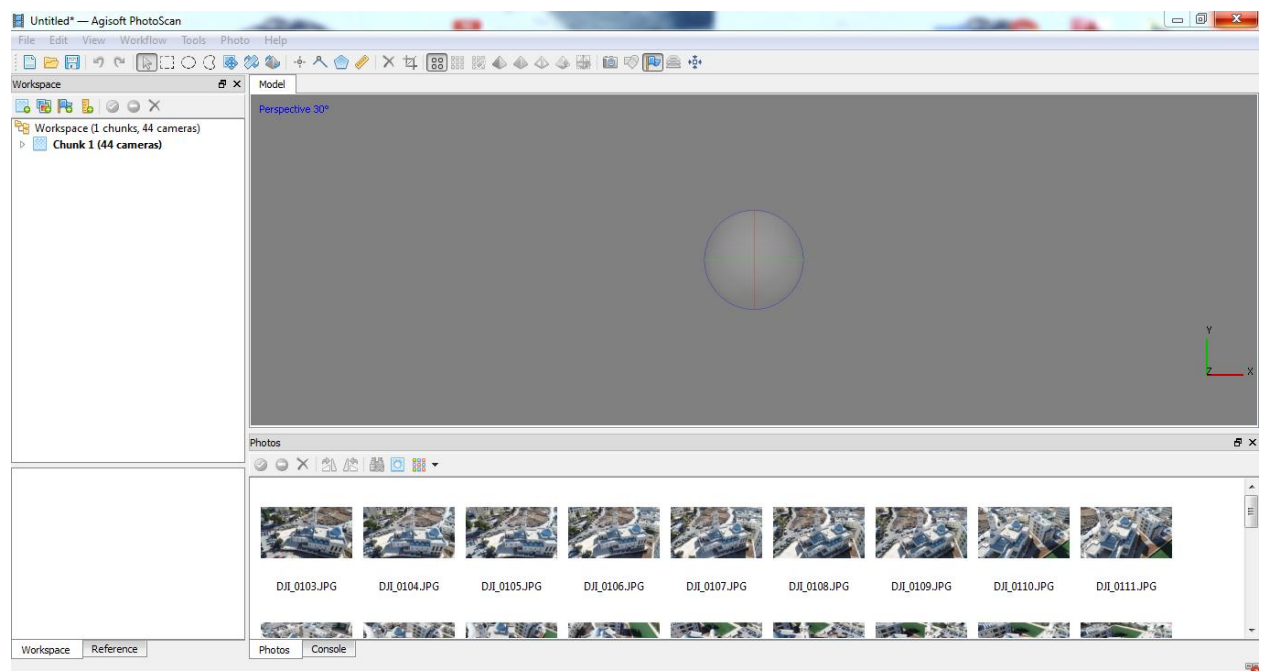 Untitled* — Agisoft PhotoScan
File Edit View Workflow Tools Photo Help
Workspace
Model
Workspace (1 chunks, 44 cameras)
Chunk 1 (44 cameras)
Perspective 30°
Y
Z X
Photos
DJI_0103.JPG DJI_0104.JPG DJI_0105.JPG DJI_0106.JPG DJI_0107.JPG DJI_0108.JPG DJI_0109.JPG DJI_0110.JPG DJI_0111.JPG
Workspace Reference
Photos Console